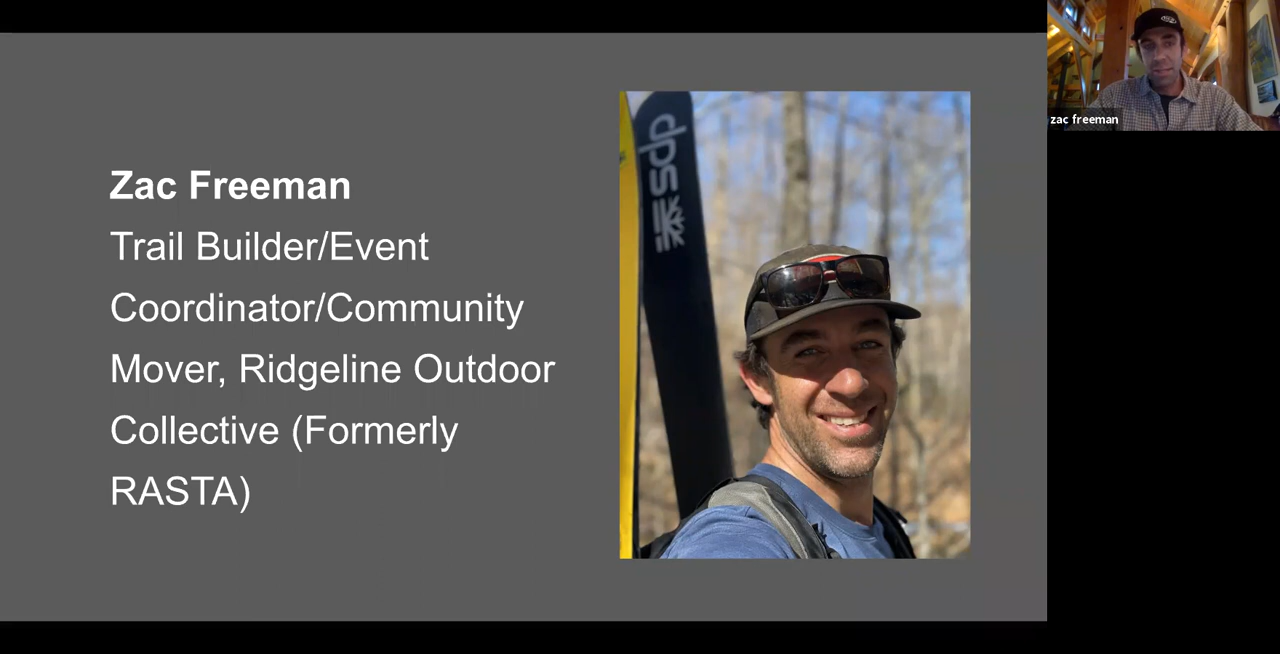 Zac Freeman
Trail Builder/Event
Coordinator/Community
Mover, Ridgeline Outdoor
Collective (Formerly
RASTA)
dps
zac freeman